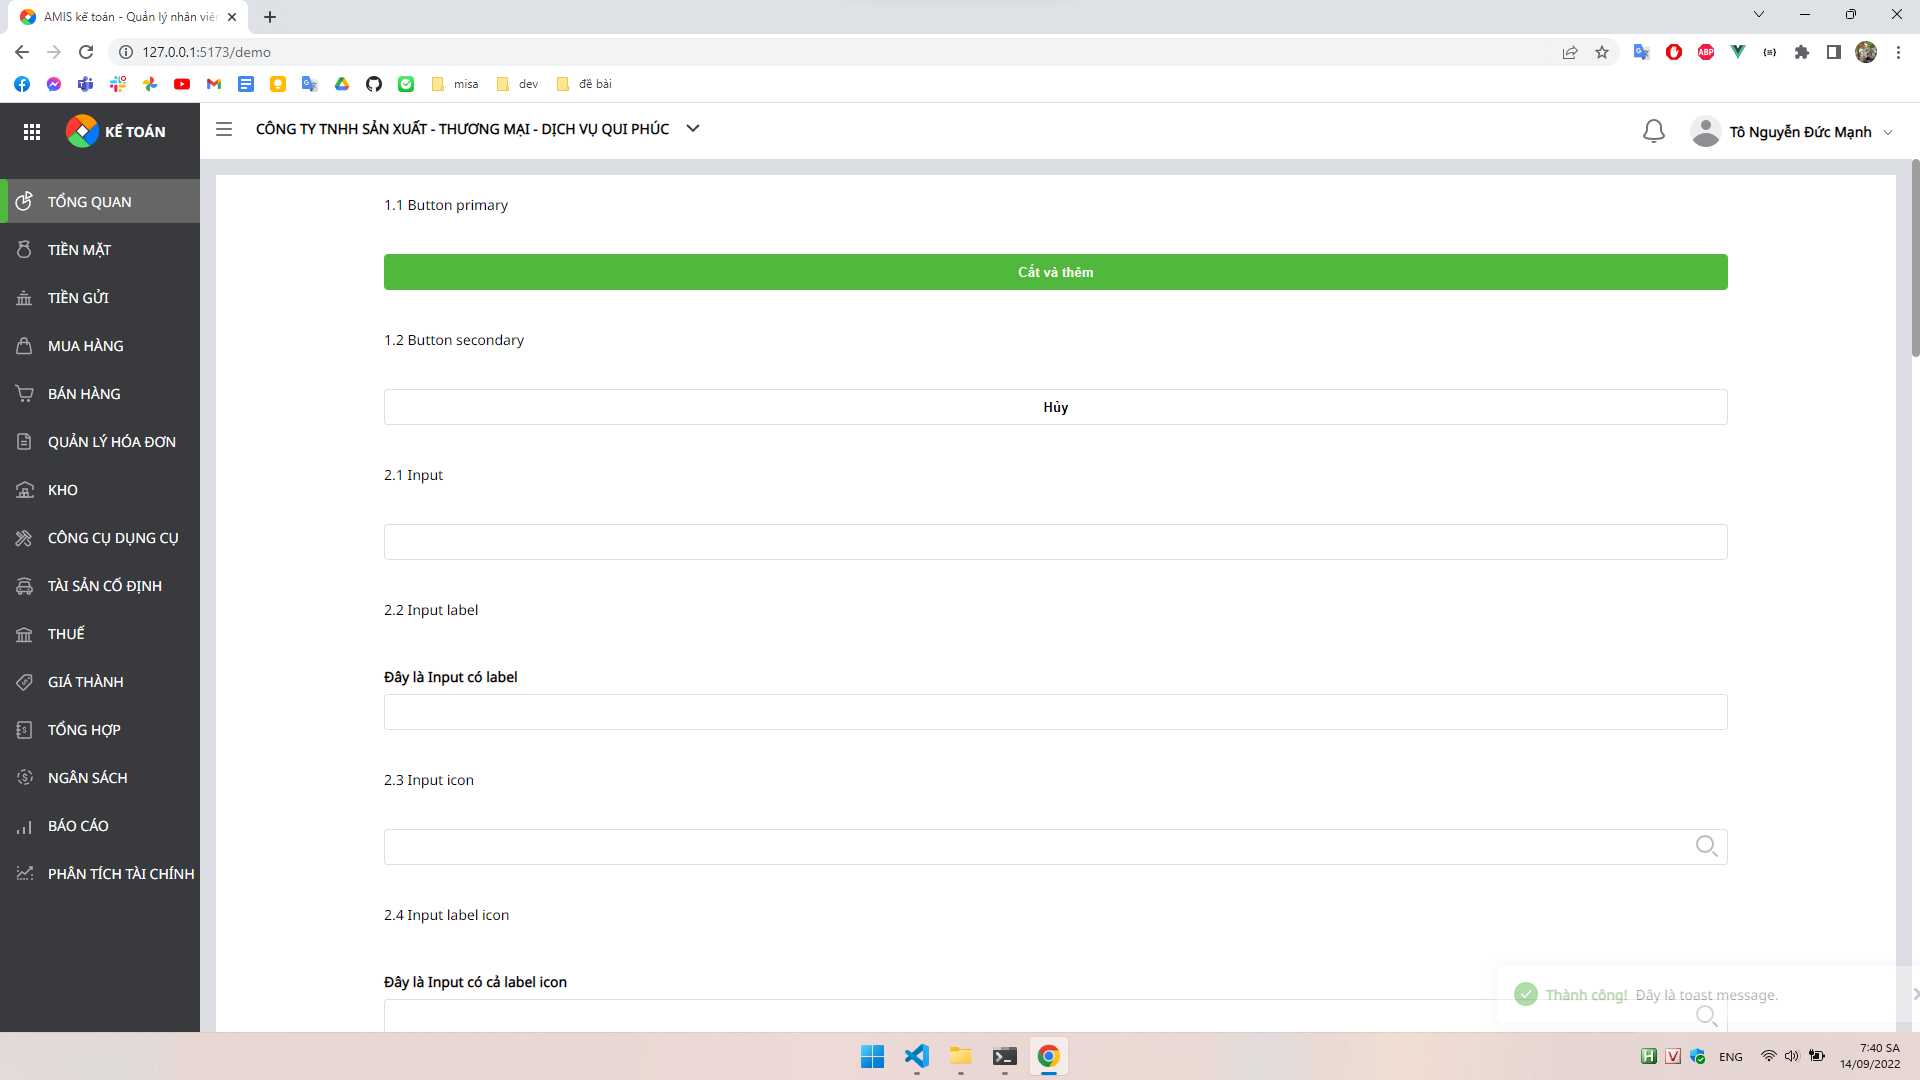 AMIS kế toán - Quản lý nhân viên
127.0.0.1:5173/demo
misa
dev
đề bài
KẾ TOÁN
CÔNG TY TNHH SẢN XUẤT - THƯƠNG MẠI - DỊCH VỤ QUI PHÚC
Tô Nguyễn Đức Mạnh
TỔNG QUAN
TIỀN MẶT
TIỀN GỬI
MUA HÀNG
BÁN HÀNG
QUẢN LÝ HÓA ĐƠN
KHO
CÔNG CỤ DỤNG CỤ
TÀI SẢN CỐ ĐỊNH
THUẾ
GIÁ THÀNH
TỔNG HỢP
NGÂN SÁCH
BÁO CÁO
PHÂN TÍCH TÀI CHÍNH
1.1 Button primary
Cất và thêm
1.2 Button secondary
Hủy
2.1 Input
2.2 Input label
Đây là Input có label
2.3 Input icon
2.4 Input label icon
Đây là Input có cả label icon
Thành công! Đây là toast message.
ENG
7:40 SA
14/09/2022